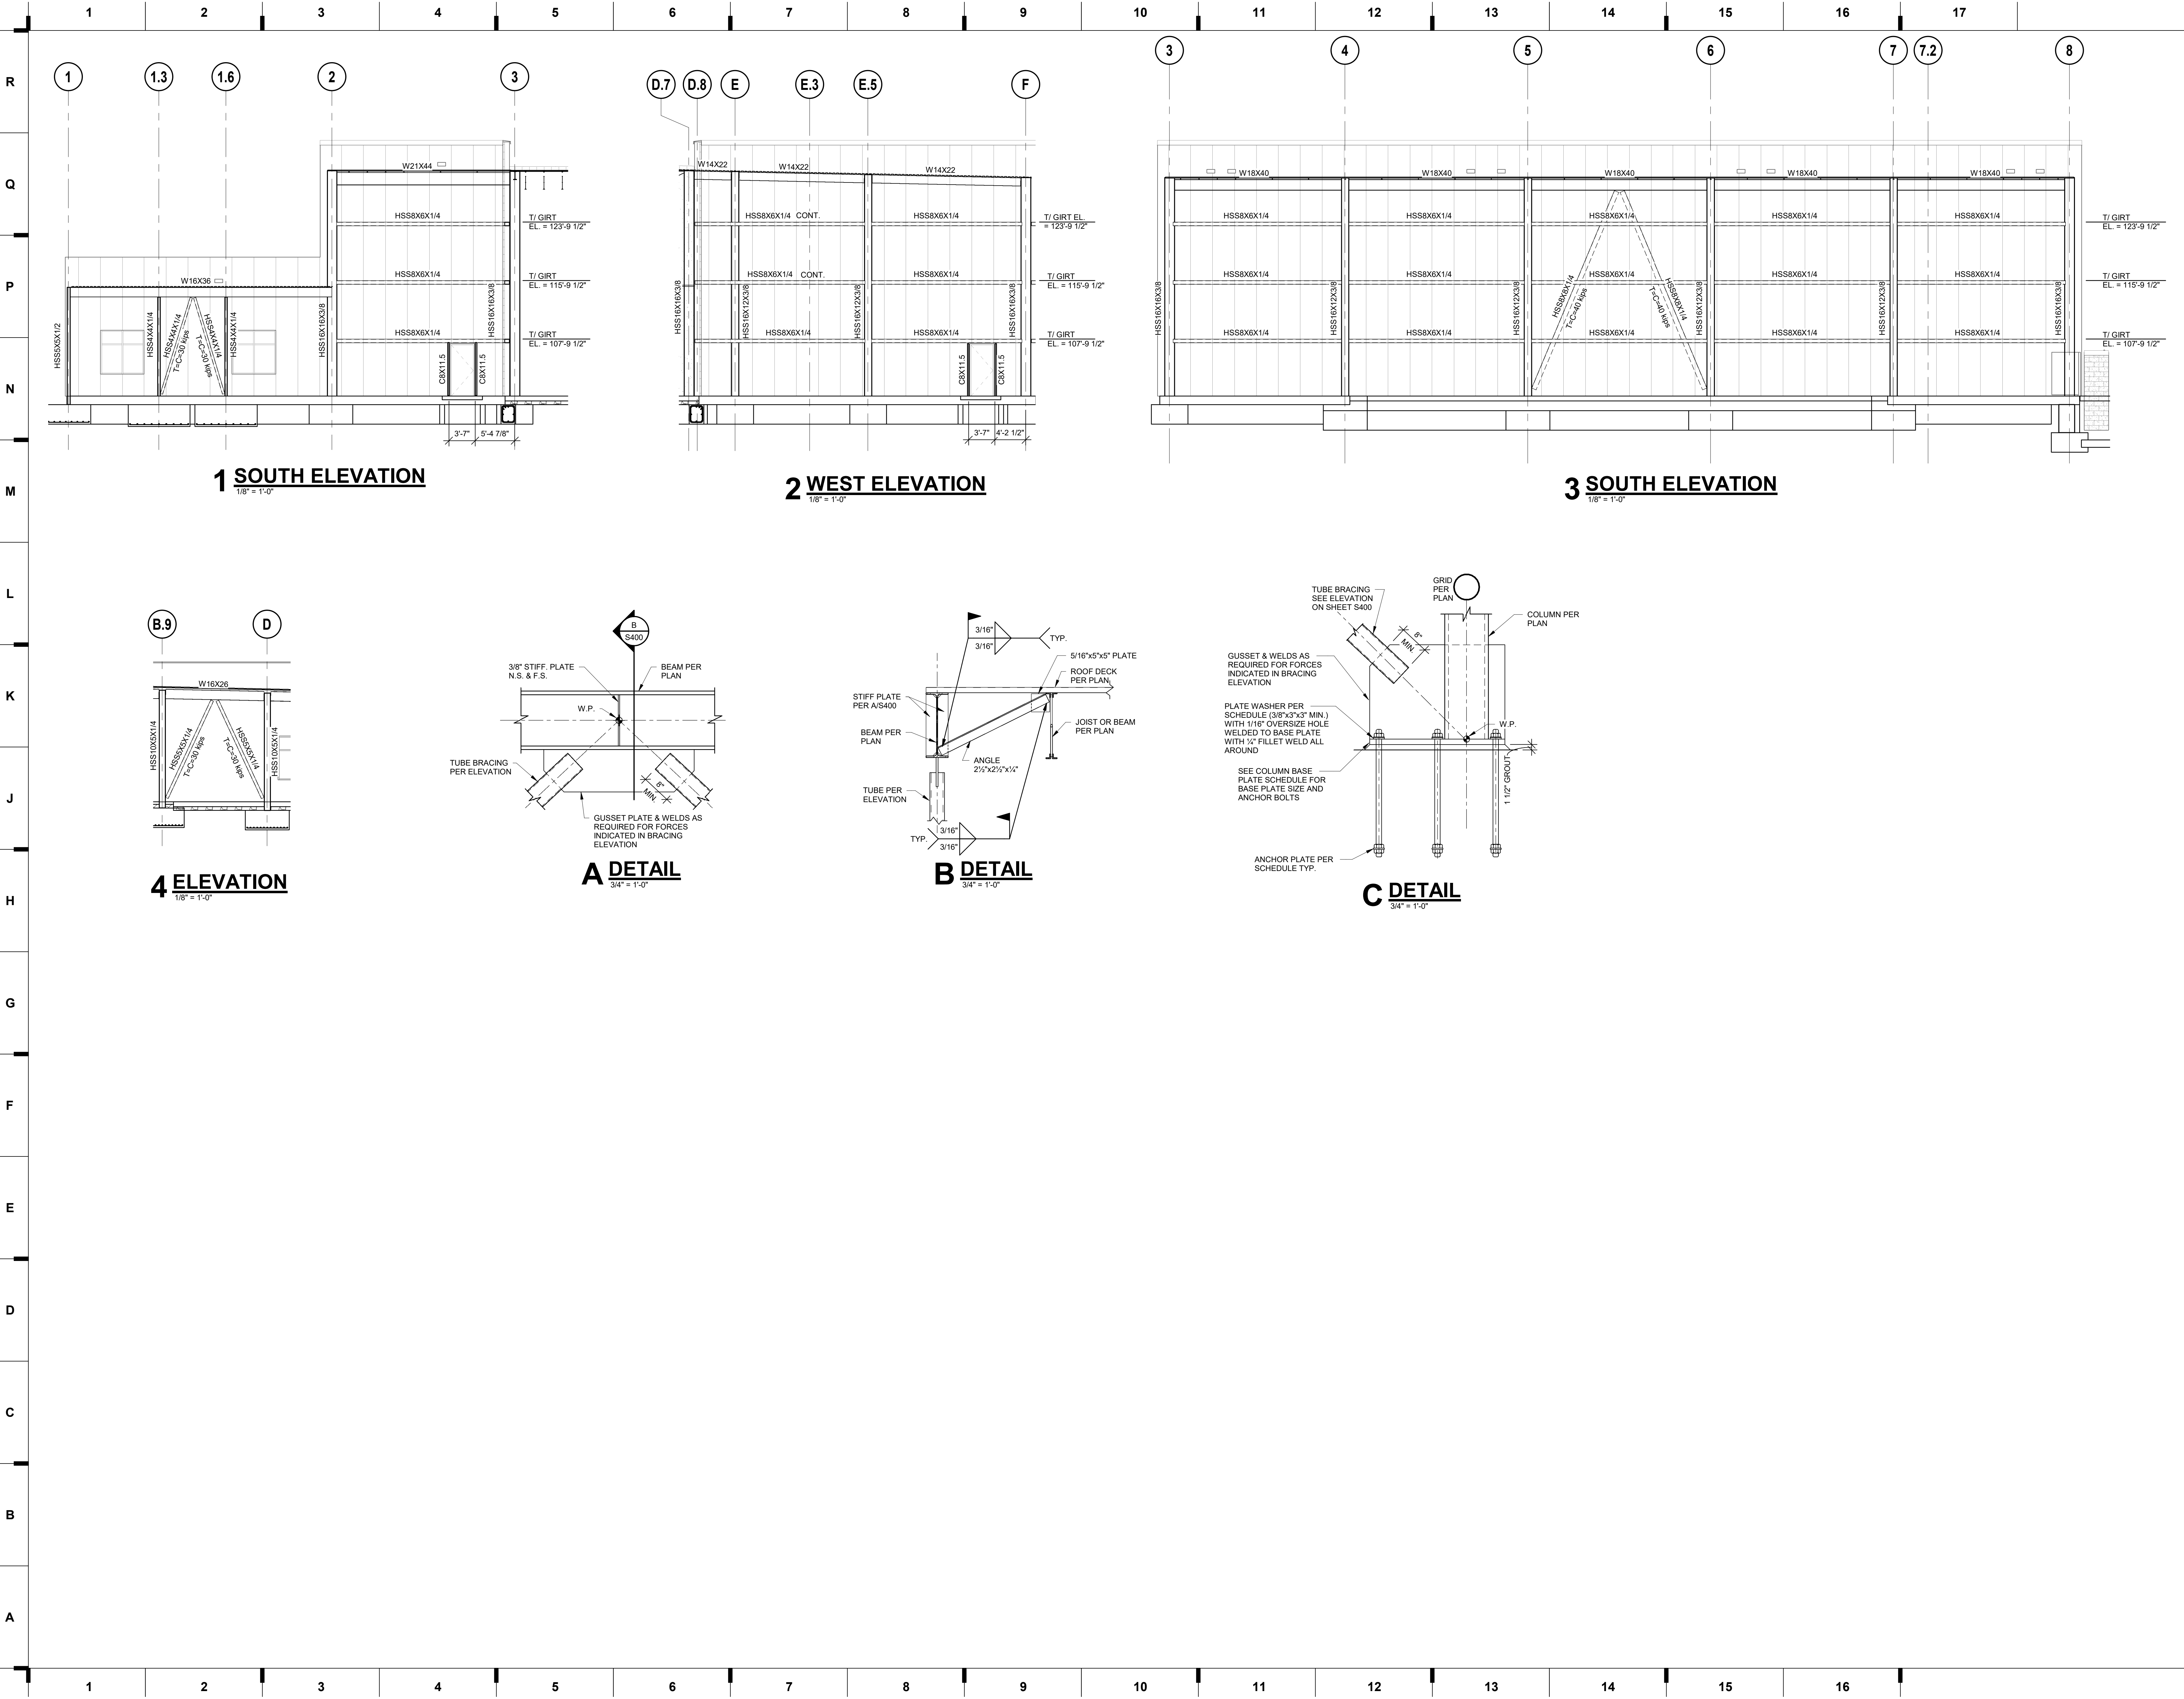 1 2 3 4 5 6 7 8 9 10 11 12 13 14 15 16 17
R
Q
P
N
M
L
K
J
H
G
F
E
D
C
B
A
1 1.3 1.6 2 3
W21X44
HSS8X6X1/4
T/ GIRT
EL. = 123'-9 1/2"
W16X36
HSS8X6X1/4
T/ GIRT
EL. = 115'-9 1/2"
HSS8X6X1/4
T/ GIRT
EL. = 107'-9 1/2"
HSS5X5X1/2
HSS4X4X1/4
HSS4X4X1/4
T=C=30 kips
HSS4X4X1/4
T=C=30 kips
HSS4X4X1/4
HSS16X16X3/8
HSS16X16X3/8
C8X11.5
C8X11.5
3'-7"
5'-4 7/8"
1 SOUTH ELEVATION
1/8" = 1'-0"
D.7 D.8 E E.3 E.5 F
W14X22
W14X22
W14X22
HSS8X6X1/4 CONT.
HSS8X6X1/4
T/ GIRT EL.
= 123'-9 1/2"
HSS8X6X1/4 CONT.
HSS8X6X1/4
T/ GIRT
EL. = 115'-9 1/2"
HSS8X6X1/4
HSS8X6X1/4
T/ GIRT
EL. = 107'-9 1/2"
HSS16X16X3/8
HSS16X12X3/8
HSS16X12X3/8
HSS16X16X3/8
C8X11.5
C8X11.5
3'-7"
4'-2 1/2"
2 WEST ELEVATION
1/8" = 1'-0"
3 4 5 6 7 7.2 8
W18X40
W18X40
W18X40
W18X40
W18X40
HSS8X6X1/4
HSS8X6X1/4
HSS8X6X1/4
HSS8X6X1/4
HSS8X6X1/4
T/ GIRT
EL. = 123'-9 1/2"
HSS8X6X1/4
HSS8X6X1/4
HSS8X6X1/4
HSS8X6X1/4
HSS8X6X1/4
T/ GIRT
EL. = 115'-9 1/2"
HSS8X6X1/4
HSS8X6X1/4
HSS8X6X1/4
HSS8X6X1/4
HSS8X6X1/4
T/ GIRT
EL. = 107'-9 1/2"
HSS16X16X3/8
HSS16X12X3/8
HSS16X12X3/8
HSS8X8X1/4
T=C=40 kips
HSS8X8X1/4
T=C=40 kips
HSS16X12X3/8
HSS16X12X3/8
HSS16X16X3/8
3 SOUTH ELEVATION
1/8" = 1'-0"
B.9 D
W16X26
HSS10X5X1/4
HSS5X5X1/4
T=C=30 kips
HSS5X5X1/4
T=C=30 kips
HSS10X5X1/4
4 ELEVATION
1/8" = 1'-0"
B
S400
3/8" STIFF. PLATE
N.S. & F.S.
BEAM PER
PLAN
W.P.
TUBE BRACING
PER ELEVATION
8"
MIN.
GUSSET PLATE & WELDS AS
REQUIRED FOR FORCES
INDICATED IN BRACING
ELEVATION
A DETAIL
3/4" = 1'-0"
3/16"
3/16"
TYP.
5/16"x5"x5" PLATE
ROOF DECK
PER PLAN
STIFF PLATE
PER A/S400
BEAM PER
PLAN
JOIST OR BEAM
PER PLAN
ANGLE
2½"x2½"x¼"
TUBE PER
ELEVATION
TYP.
3/16"
3/16"
B DETAIL
3/4" = 1'-0"
GRID
PER
PLAN
TUBE BRACING
SEE ELEVATION
ON SHEET S400
COLUMN PER
PLAN
8"
MIN.
GUSSET & WELDS AS
REQUIRED FOR FORCES
INDICATED IN BRACING
ELEVATION
PLATE WASHER PER
SCHEDULE (3/8"x3"x3" MIN.)
WITH 1/16" OVERSIZE HOLE
WELDED TO BASE PLATE
WITH ¼" FILLET WELD ALL
AROUND
W.P.
SEE COLUMN BASE
PLATE SCHEDULE FOR
BASE PLATE SIZE AND
ANCHOR BOLTS
1 1/2" GROUT
ANCHOR PLATE PER
SCHEDULE TYP.
C DETAIL
3/4" = 1'-0"
1 2 3 4 5 6 7 8 9 10 11 12 13 14 15 16